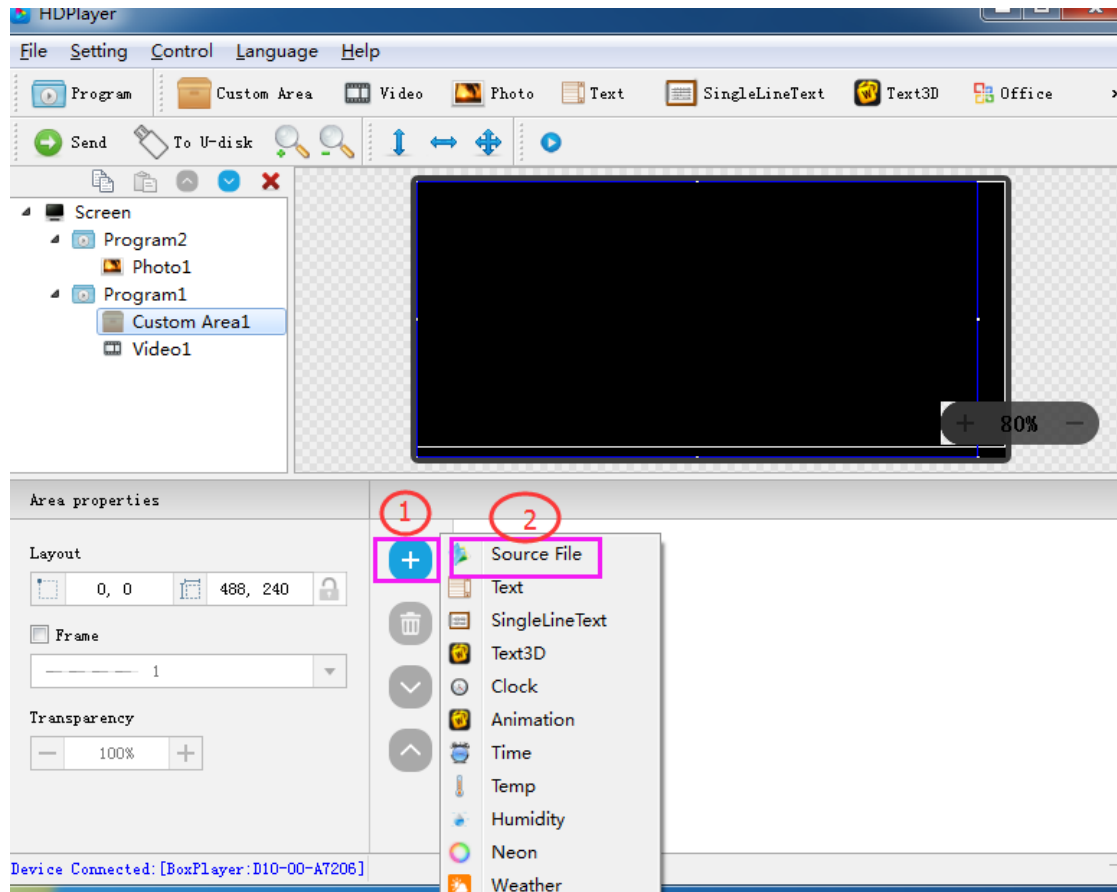 HDPlayer
File Setting Control Language Help
Program Custom Area Video Photo Text SingleLineText Text3D Office
Send To U-disk
Screen
Program2
Photo1
Program1
Custom Area1
Video1
80%
Area properties
1
2
Layout
0, 0 488, 240
Frame
1
Transparency
100%
Source File
Text
SingleLineText
Text3D
Clock
Animation
Time
Temp
Humidity
Neon
Weather
Device Connected:[BoxPlayer:D10-00-A7206]